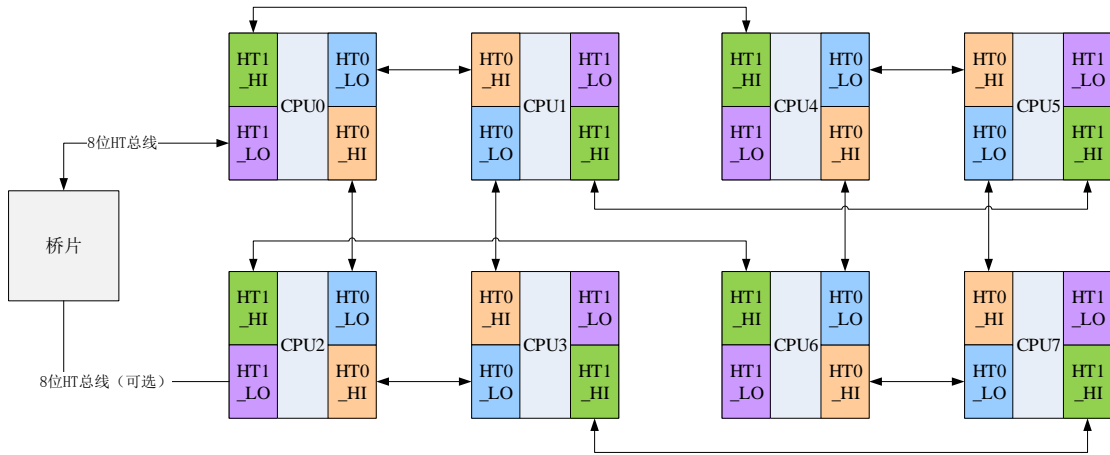 HT1
_HI
CPU0
HT0
_LO
HT1
_LO
HT0
_HI
HT0
_HI
CPU1
HT1
_LO
HT0
_LO
HT1
_HI
HT1
_HI
CPU4
HT0
_LO
HT1
_LO
HT0
_HI
HT0
_HI
CPU5
HT1
_LO
HT0
_LO
HT1
_HI
8位HT总线
桥片
8位HT总线（可选）
HT1
_HI
CPU2
HT0
_LO
HT1
_LO
HT0
_HI
HT0
_HI
CPU3
HT1
_LO
HT0
_LO
HT1
_HI
HT1
_HI
CPU6
HT0
_LO
HT1
_LO
HT0
_HI
HT0
_HI
CPU7
HT1
_LO
HT0
_LO
HT1
_HI